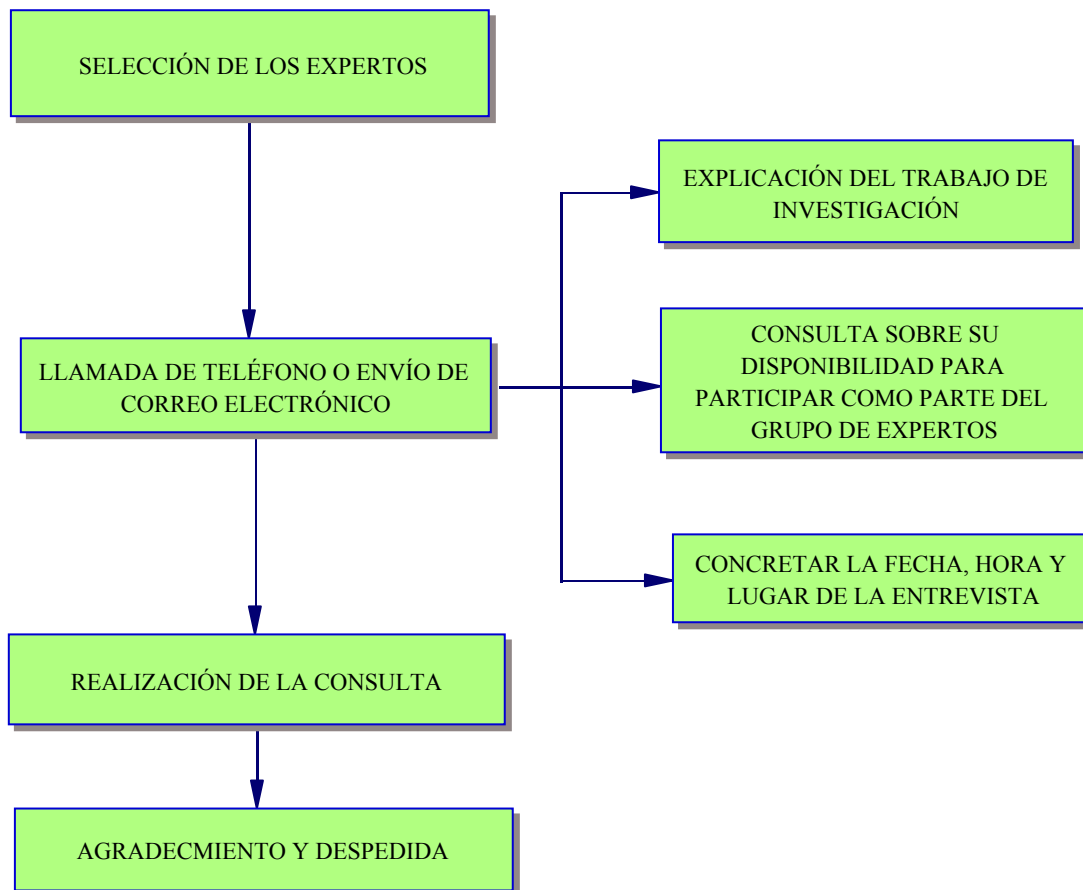 SELECCIÓN DE LOS EXPERTOS
EXPLICACIÓN DEL TRABAJO DE
INVESTIGACIÓN
CONSULTA SOBRE SU
DISPONIBILIDAD PARA
PARTICIPAR COMO PARTE DEL
GRUPO DE EXPERTOS
LLAMADA DE TELÉFONO O ENVÍO DE
CORREO ELECTRÓNICO
CONCRETAR LA FECHA, HORA Y
LUGAR DE LA ENTREVISTA
REALIZACIÓN DE LA CONSULTA
AGRADECMIENTO Y DESPEDIDA